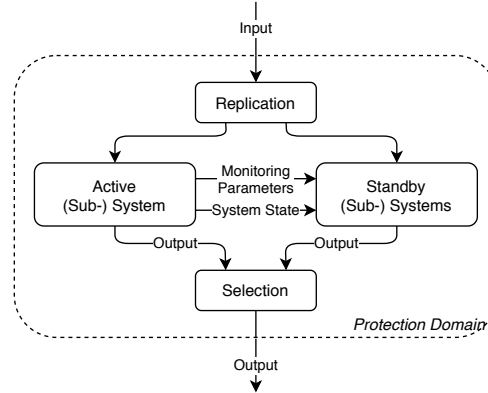 Input
Replication
Active
(Sub-) System
Monitoring
Parameters
System State
Standby
(Sub-) Systems
Output
Output
Selection
Protection Domain
Output